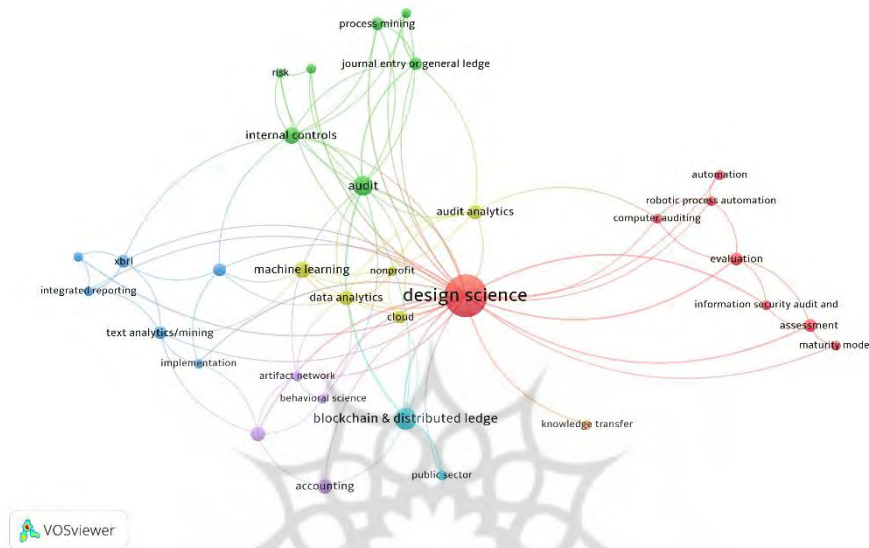 process mining
journal entry or general ledge
risk
internal controls
audit
automation
robotic process automation
audit analytics
computer auditing
xbrl
evaluation
machine learning
nonprofit
integrated reporting
data analytics
design science
information security audit and
cloud
assessment
text analytics/mining
maturity mode
implementation
artifact network
behavioral science
blockchain & distributed ledge
knowledge transfer
public sector
accounting
VOSviewer